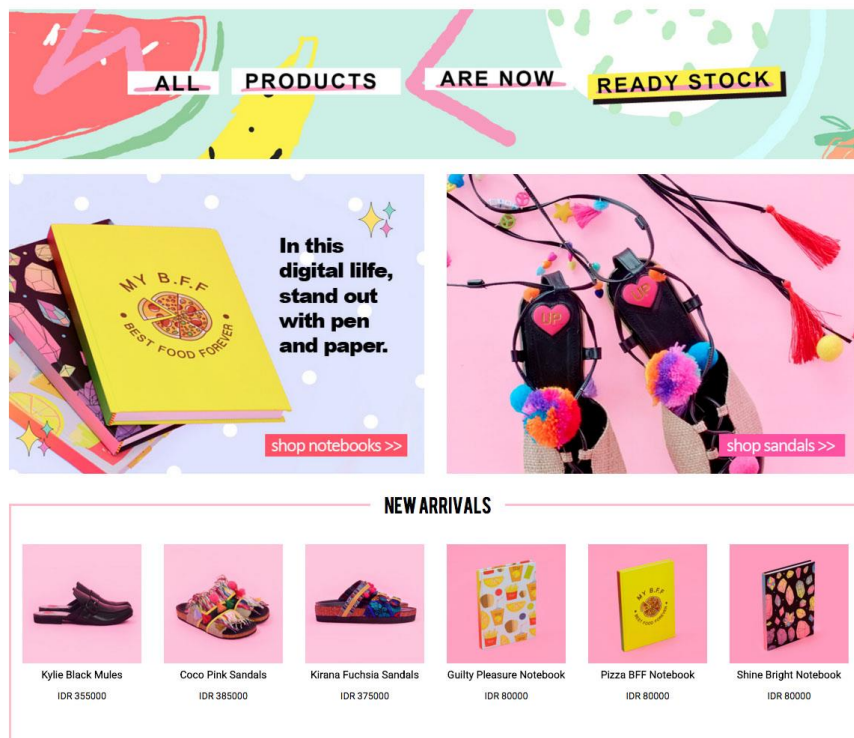 ALL PRODUCTS ARE NOW READY STOCK
MY B.F.F
BEST FOOD FOREVER
In this
digital lilfe,
stand out
with pen
and paper.
shop notebooks >>
UP
UP
shop sandals >>
NEW ARRIVALS
MY B.F.F
BEST FOOD FOREVER
Kylie Black Mules
IDR 355000
Coco Pink Sandals
IDR 385000
Kirana Fuchsia Sandals
IDR 375000
Guilty Pleasure Notebook
IDR 80000
Pizza BFF Notebook
IDR 80000
Shine Bright Notebook
IDR 80000